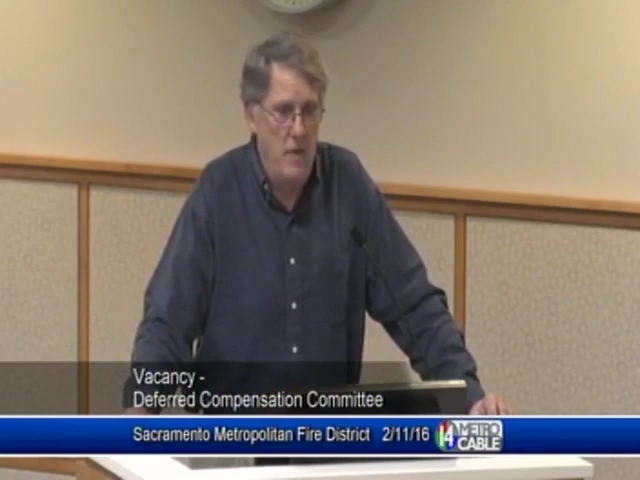 Vacancy -
Deferred Compensation Committee
Sacramento Metropolitan Fire District 2/11/16 14 METRO CABLE